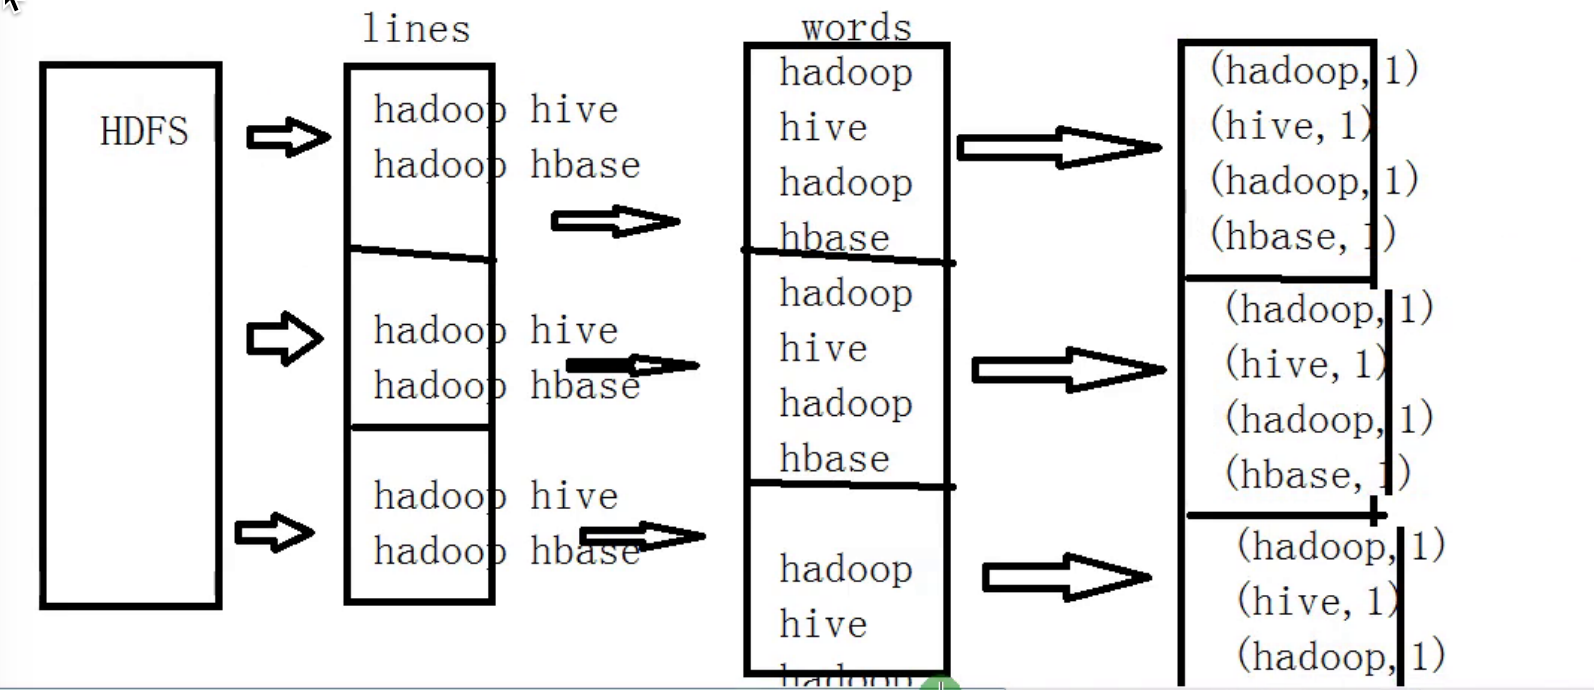 lines
words
HDFS
hadoop hive
hadoop hbase
hadoop hive
hadoop hbase
hadoop hive
hadoop hbase
hadoop
hive
hadoop
hbase
hadoop
hive
hadoop
hbase
hadoop
hive
hadoop
(hadoop,1)
(hive,1)
(hadoop,1)
(hbase,1)
(hadoop,1)
(hive,1)
(hadoop,1)
(hbase,1)
(hadoop,1)
(hive,1)
(hadoop,1)